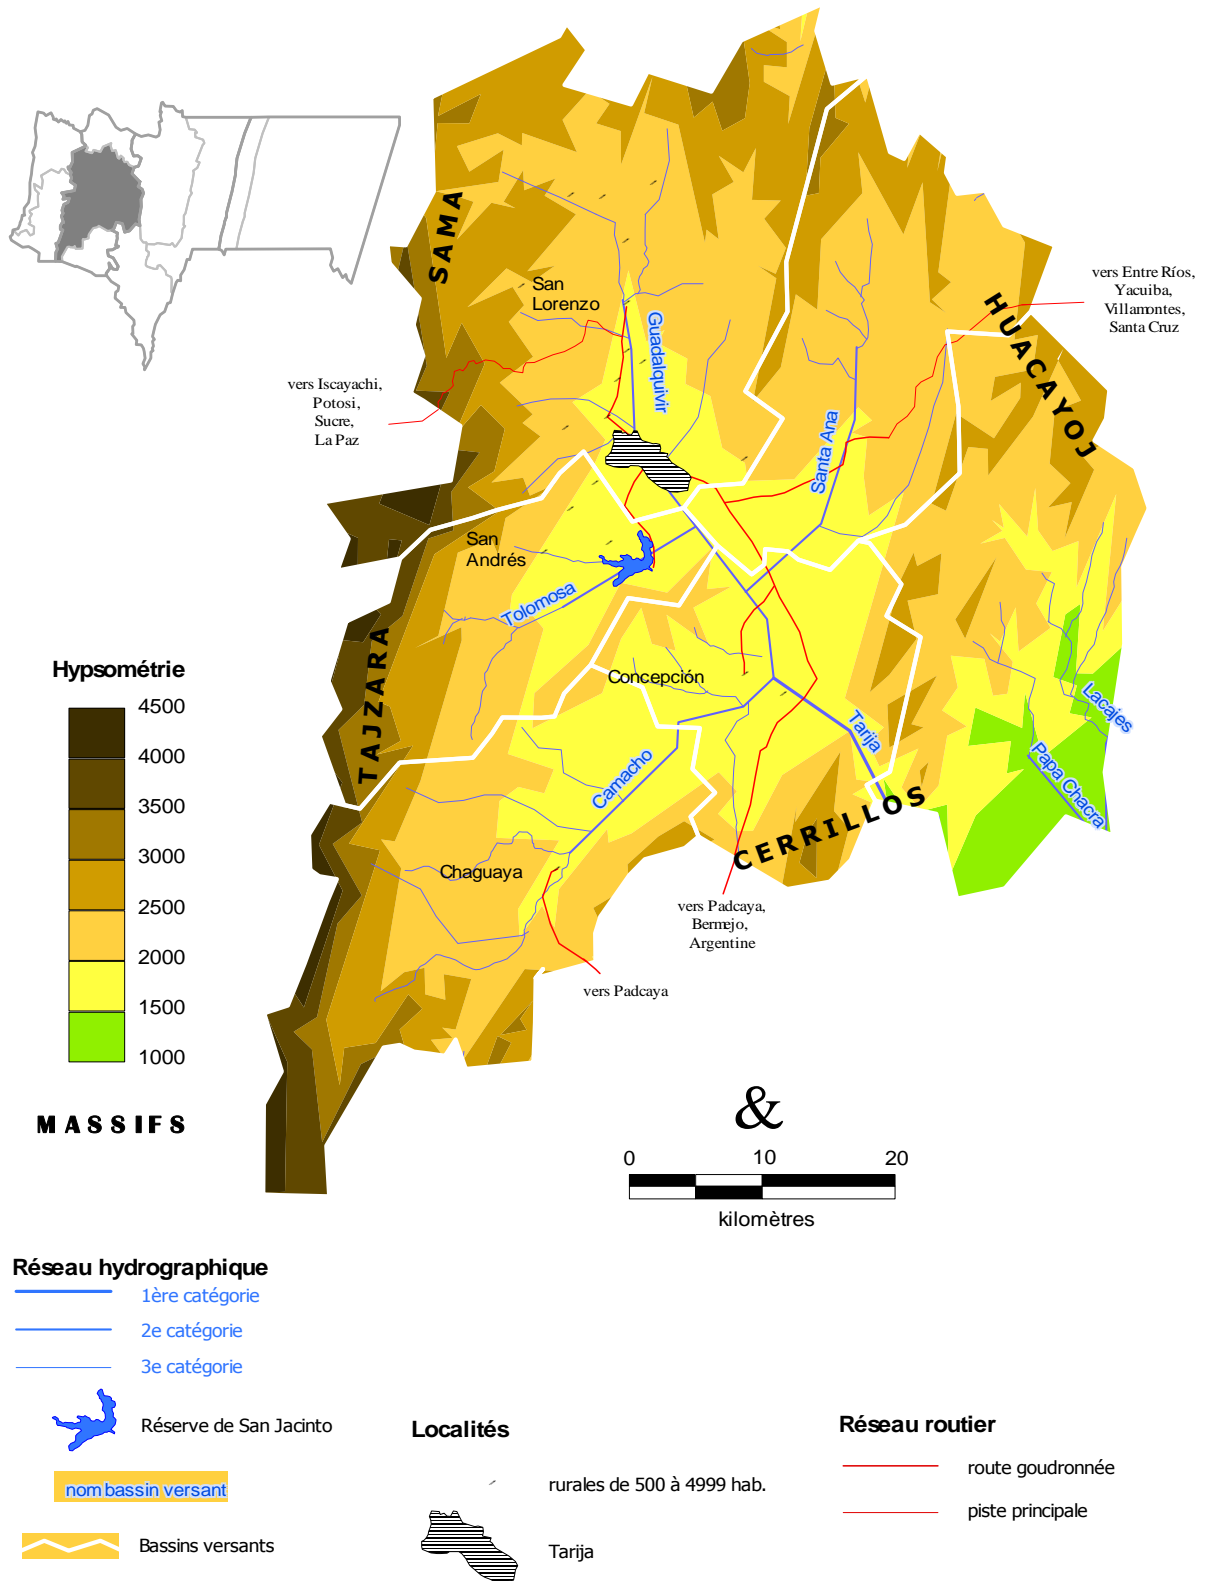 SAMA
San
Lorenzo
Guadalquivir
HUACAYOJ
vers Entre Ríos,
Yacuiba,
Villamontes,
Santa Cruz
vers Iscayachi,
Potosi,
Sucre,
La Paz
Santa Ana
San
Andrés
Tolomosa
TAJZARA
Concepción
Tarija
Lacajes
Papa Chacra
Camacho
CERRILLOS
Chaguaya
vers Padcaya,
Bermejo,
Argentine
vers Padcaya
Hypsométrie
4500
4000
3500
3000
2500
2000
1500
1000
MASSIFS
&
0 10 20
kilomètres
Réseau hydrographique
1ère catégorie
2e catégorie
3e catégorie
Réserve de San Jacinto
nom bassin versant
Bassins versants
Localités
rurales de 500 à 4999 hab.
Tarija
Réseau routier
route goudronnée
piste principale